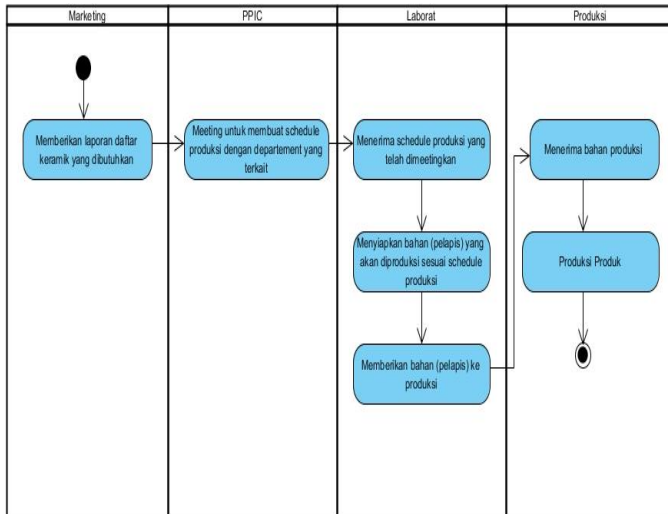 Marketing
PPIC
Laborat
Produksi
Memberikan laporan daftar
keramik yang dibutuhkan
Meeting untuk membuat schedule
produksi dengan departement yang
terkait
Menerima schedule produksi yang
telah dimeetingkan
Menyiapkan bahan (pelapis) yang
akan diproduksi sesuai schedule
produksi
Memberikan bahan (pelapis) ke
produksi
Menerima bahan produksi
Produksi Produk